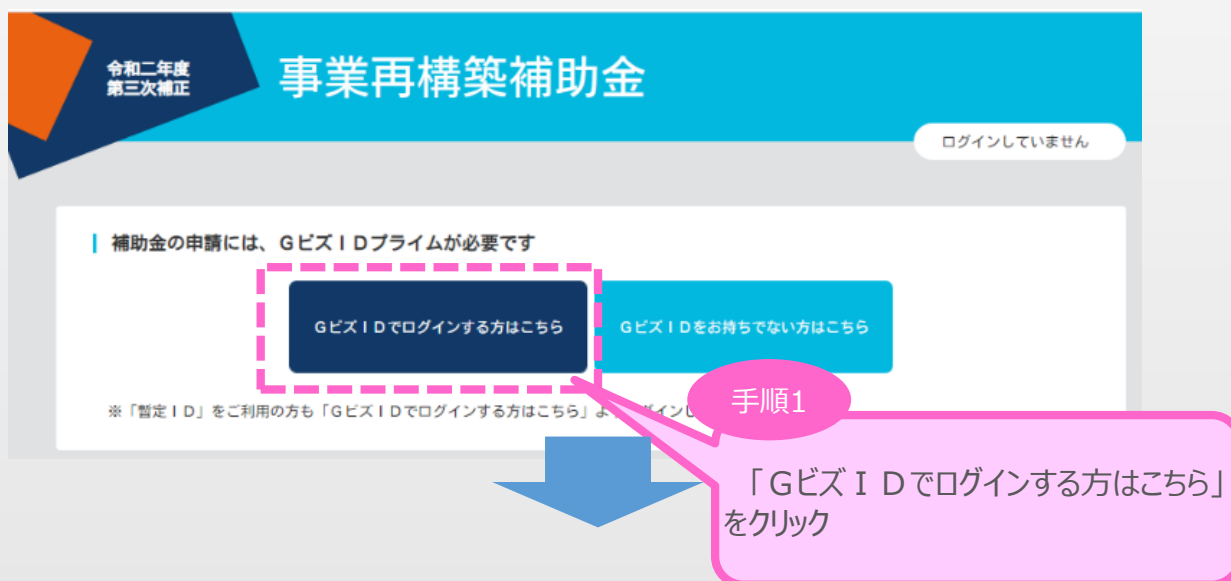 令和二年度
第三次補正
事業再構築補助金
ログインしていません
補助金の申請には、GビズIDプライムが必要です
GビズIDでログインする方はこちら
GビズIDをお持ちでない方はこちら
※「暫定ID」をご利用の方も「GビズIDでログインする方はこちら」よ
手順1
「GビズIDでログインする方はこちら」
をクリック